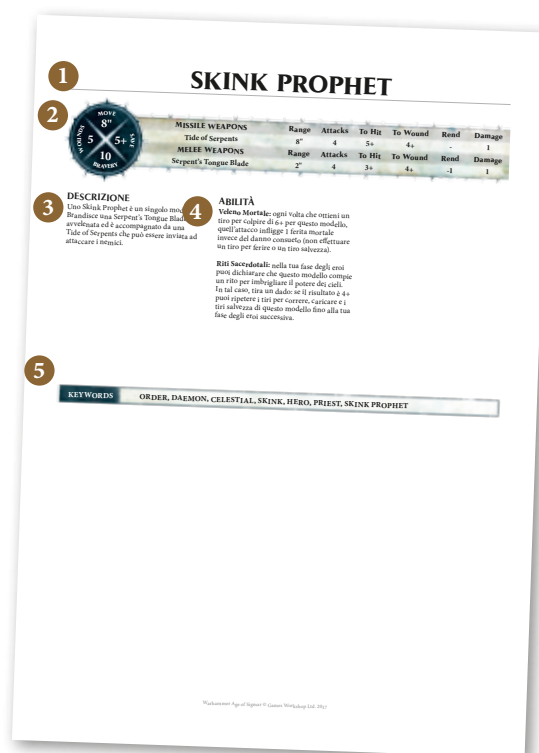 1
SKINK PROPHET
2
MOVE
8"
WOUNDS
5
5+
SAVE
10
BRAVERY
MISSILE WEAPONS Range Attacks To Hit To Wound Rend Damage
Tide of Serpents 8" 4 5+ 4+ - 1
MELEE WEAPONS Range Attacks To Hit To Wound Rend Damage
Serpent's Tongue Blade 2" 4 3+ 4+ -1 1
3
DESCRIZIONE
Uno Skink Prophet è un singolo
Brandisce una Serpent's Tongue
avvelenata ed è accompagnato da una
Tide of Serpents che può essere inviata ad
attaccare i nemici.
4
ABILITÀ
Veleno Mortale: ogni volta che ottieni un
tiro per colpire di 6+ per questo modello,
quell'attacco infligge 1 ferita mortale
invece del danno consueto (non effettuare
un tiro per ferire o un tiro salvezza).
Riti Sacerdotali: nella tua fase degli eroi
puoi dichiarare che questo modello compie
un rito per imbrigliare il potere dei cieli.
In tal caso, tira un dado: se il risultato è 4+
puoi ripetere i tiri per correre, caricare e i
tiri salvezza di questo modello fino alla tua
fase degli eroi successiva.
5
KEYWORDS ORDER, DAEMON, CELESTIAL, SKINK, HERO, PRIEST, SKINK PROPHET
Warhammer Age of Sigmar © Games Workshop Ltd. 2017